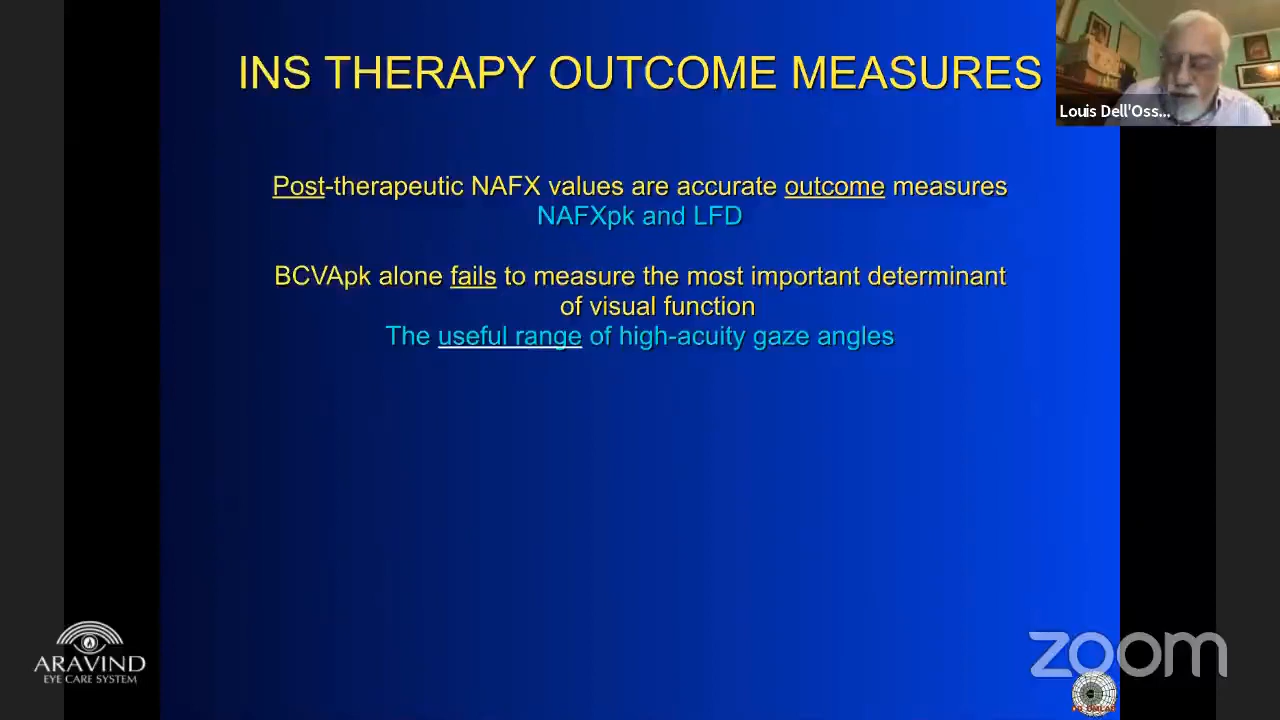 INS THERAPY OUTCOME MEASURES
Louis Dell'Oss...
Post-therapeutic NAFX values are accurate outcome measures
NAFXpk and LFD
BCVApk alone fails to measure the most important determinant
of visual function
The useful range of high-acuity gaze angles
ARAVIND
EYE CARE SYSTEM
zoom